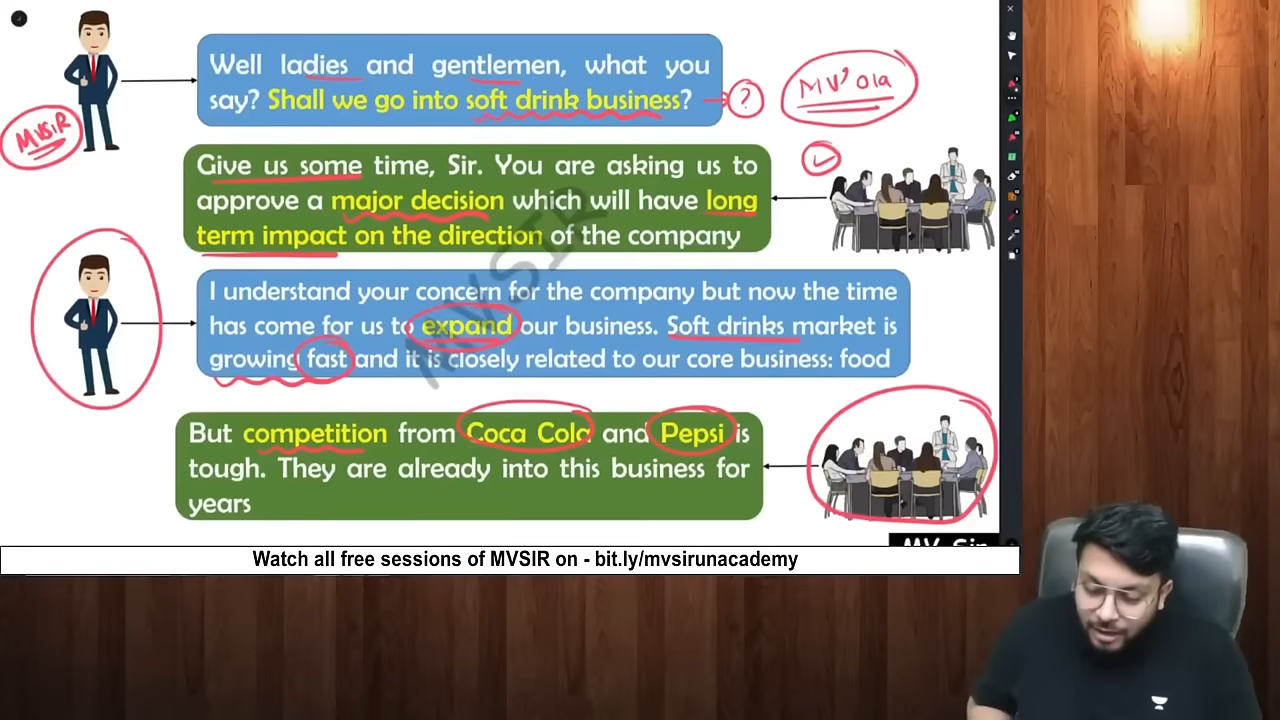 Well ladies and gentlemen, what you
say? Shall we go into soft drink business?
?
MV'Ola
MVSIR
Give us some time, Sir. You are asking us to
approve a major decision which will have long
term impact on the direction of the company
I understand your concern for the company but now the time
has come for us to expand our business. Soft drinks market is
growing fast and it is closely related to our core business: food
MVSIR
But competition from Coca Cola and Pepsi is
tough. They are already into this business for
years
MV Sir
Watch all free sessions of MVSIR on - bit.ly/mvsirunacademy